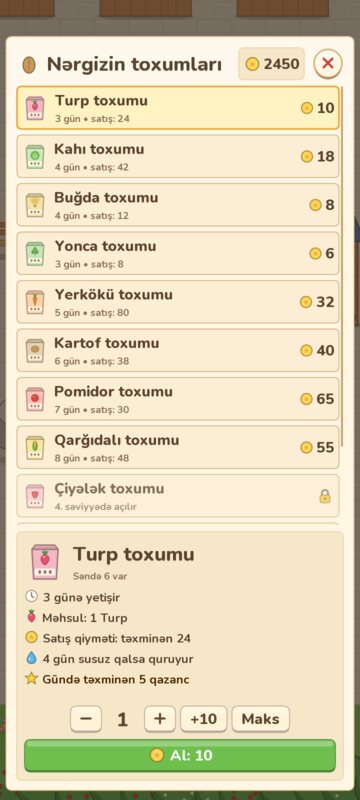 Nərgizin toxumları
2450
Turp toxumu
3 gün • satış: 24
10
Kahı toxumu
4 gün • satış: 42
18
Buğda toxumu
4 gün • satış: 12
8
Yonca toxumu
3 gün • satış: 8
6
Yerkökü toxumu
5 gün • satış: 80
32
Kartof toxumu
6 gün • satış: 38
40
Pomidor toxumu
7 gün • satış: 30
65
Qarğıdalı toxumu
8 gün • satış: 48
55
Çiyələk toxumu
4. səviyyədə açılır
Turp toxumu
Səndə 6 var
3 günə yetişir
Məhsul: 1 Turp
Satış qiyməti: təxminən 24
4 gün susuz qalsa quruyur
Gündə təxminən 5 qazanc
− 1 + +10 Maks
Al: 10